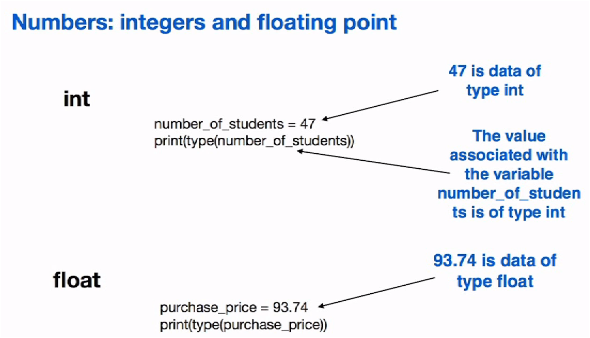 Numbers: integers and floating point
int
number_of_students = 47
print(type(number_of_students))
47 is data of
type int
The value
associated with
the variable
number_of_studen
ts is of type int
float
purchase_price = 93.74
print(type(purchase_price))
93.74 is data of
type float